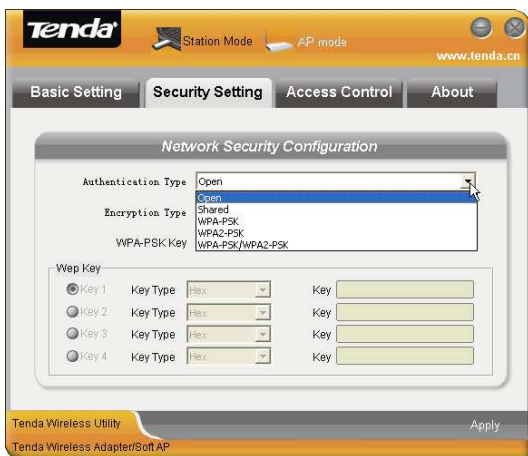 Tenda
Station Mode
AP mode
www.tenda.cn
Basic Setting
Security Setting
Access Control
About
Network Security Configuration
Authentication Type Open
Open
Shared
WPA-PSK
WPA2-PSK
WPA-PSK/WPA2-PSK
Encryption Type
WPA-PSK Key
Wep Key
Key 1 Key Type Hex Key
Key 2 Key Type Hex Key
Key 3 Key Type Hex Key
Key 4 Key Type Hex Key
Tenda Wireless Utility
Apply
Tenda Wireless Adapter/Soft AP